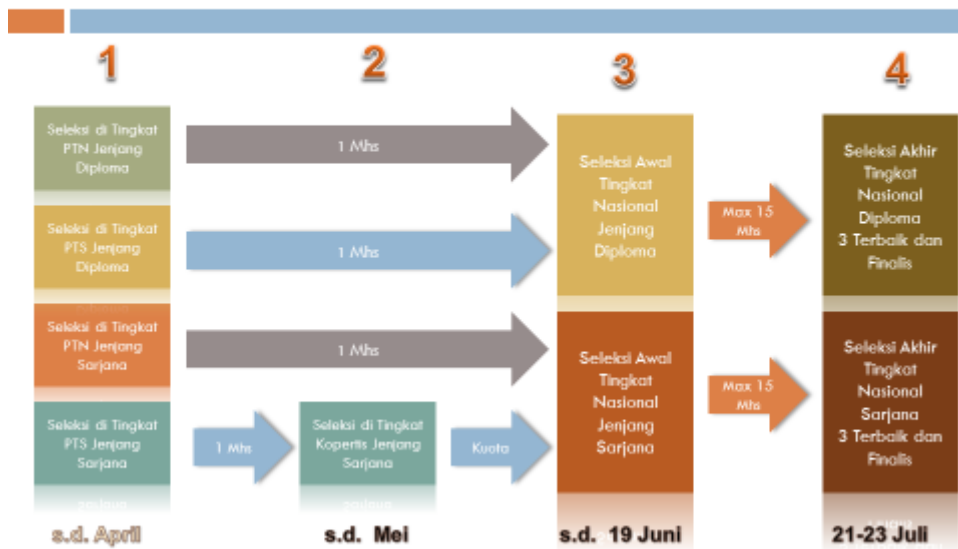 1
2
3
4
Seleksi di Tingkat
PTN Jenjang
Diploma
1 Mhs
Seleksi di Tingkat
PTS Jenjang
Diploma
1 Mhs
Seleksi di Tingkat
PTN Jenjang
Sarjana
1 Mhs
Seleksi di Tingkat
PTS Jenjang
Sarjana
1 Mhs
Seleksi di Tingkat
Kopertis Jenjang
Sarjana
Kuota
Seleksi Awal
Tingkat
Nasional
Jenjang
Diploma
Max 15
Mhs
Seleksi Akhir
Tingkat
Nasional
Diploma
3 Terbaik dan
Finalis
Seleksi Awal
Tingkat
Nasional
Jenjang
Sarjana
Max 15
Mhs
Seleksi Akhir
Tingkat
Nasional
Sarjana
3 Terbaik dan
Finalis
s.d. April
s.d. Mei
s.d. 19 Juni
21-23 Juli